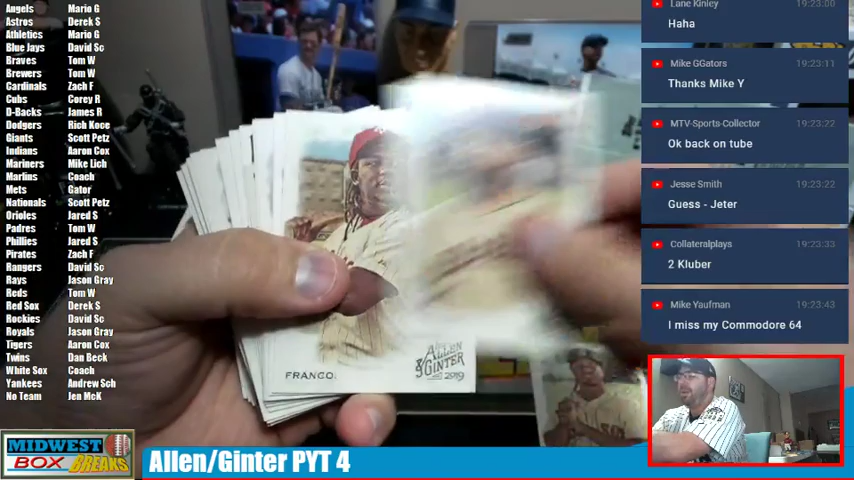 Angels Mario G
Astros Derek S
Athletics Mario G
Blue Jays David Sc
Braves Tom W
Brewers Tom W
Cardinals Zach F
Cubs Corey R
D-Backs James R
Dodgers Rich Koce
Giants Scott Petz
Indians Aaron Cox
Mariners Mike Lich
Marlins Coach
Mets Gator
Nationals Scott Petz
Orioles Jared S
Padres Tom W
Phillies Jared S
Pirates Zach F
Rangers David Sc
Rays Jason Gray
Reds Tom W
Red Sox Derek S
Rockies David Sc
Royals Jason Gray
Tigers Aaron Cox
Twins Dan Beck
White Sox Coach
Yankees Andrew Sch
No Team Jen McK
FRANCO
ALLEN
& GINTER
2019
Lane Kinley 19:23:00
Haha
Mike GGators 19:23:11
Thanks Mike Y
MTV-Sports-Collector 19:23:22
Ok back on tube
Jesse Smith 19:23:22
Guess - Jeter
Collateralplays 19:23:33
2 Kluber
Mike Yaufman 19:23:43
I miss my Commodore 64
MIDWEST
BOX BREAKS
Allen/Ginter PYT 4